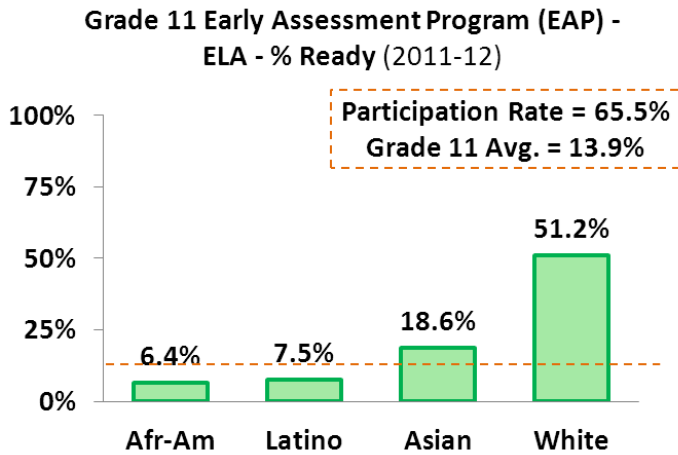 Grade 11 Early Assessment Program (EAP) -
ELA - % Ready (2011-12)
Participation Rate = 65.5%
Grade 11 Avg. = 13.9%
100%
75%
50%
25%
0%
6.4%
7.5%
18.6%
51.2%
Afr-Am
Latino
Asian
White